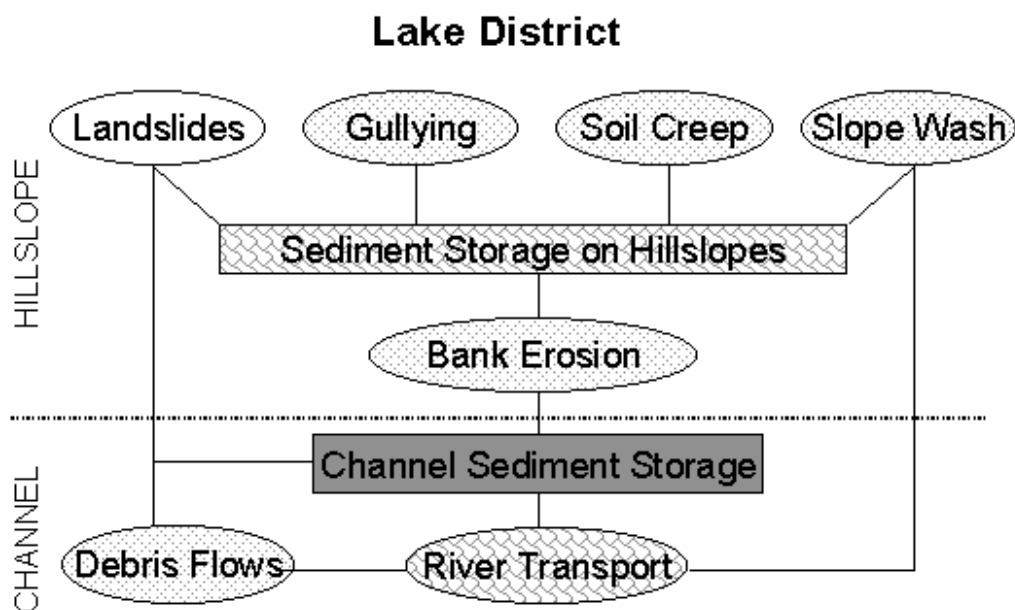 Lake District
Landslides
Gullying
Soil Creep
Slope Wash
HILLSLOPE
Sediment Storage on Hillslopes
Bank Erosion
CHANNEL
Channel Sediment Storage
Debris Flows
River Transport